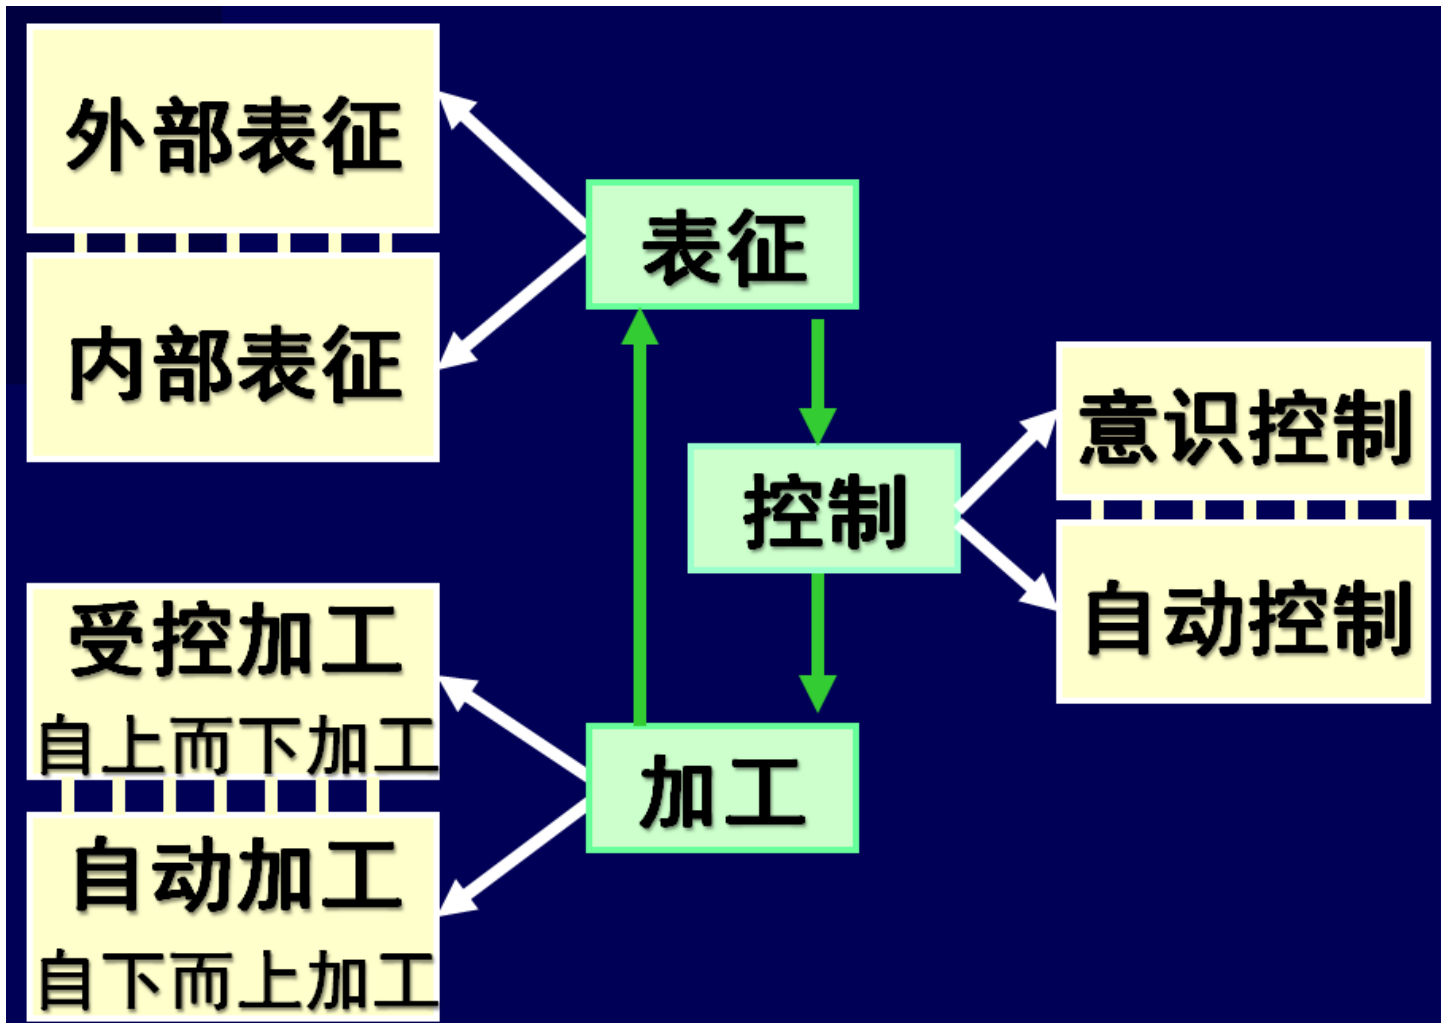 外部表征
内部表征
表征
控制
意识控制
自动控制
受控加工
自上而下加工
加工
自动加工
自下而上加工